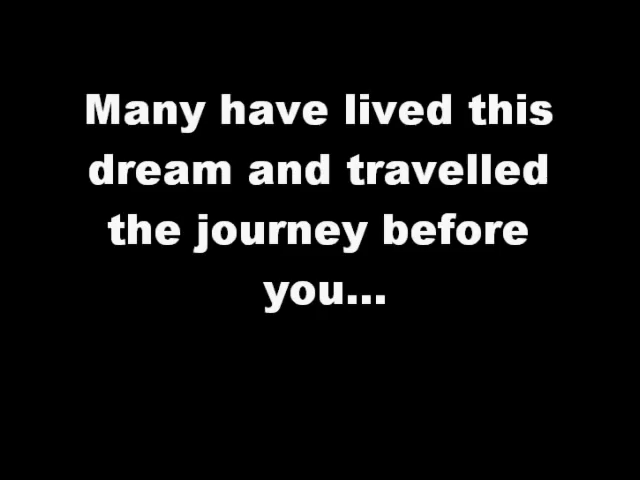 Many have lived this
dream and travelled
the journey before
you...